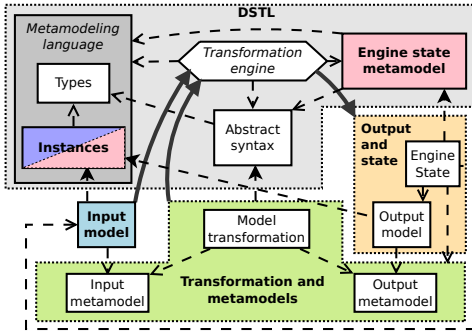 DSTL
Metamodeling
language
Types
Instances
Transformation
engine
Engine state
metamodel
Abstract
syntax
Output
and
state
Engine
State
Output
model
Input
model
Model
transformation
Input
metamodel
Transformation and
metamodels
Output
metamodel